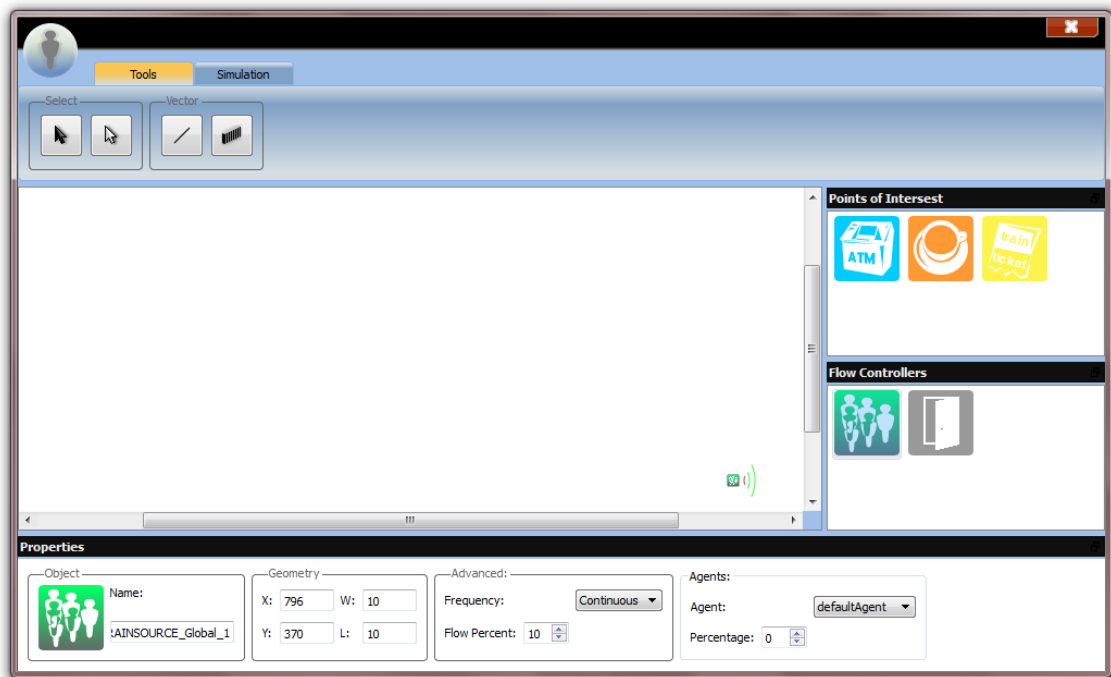 Tools
Simulation
Select
Vector
Points of Intersest
ATM
train
ticket
Flow Controllers
Properties
Object
Name:
RAINSOURCE_Global_1
Geometry
X: 796 W: 10
Y: 370 L: 10
Advanced:
Frequency: Continuous
Flow Percent: 10
Agents:
Agent: defaultAgent
Percentage: 0